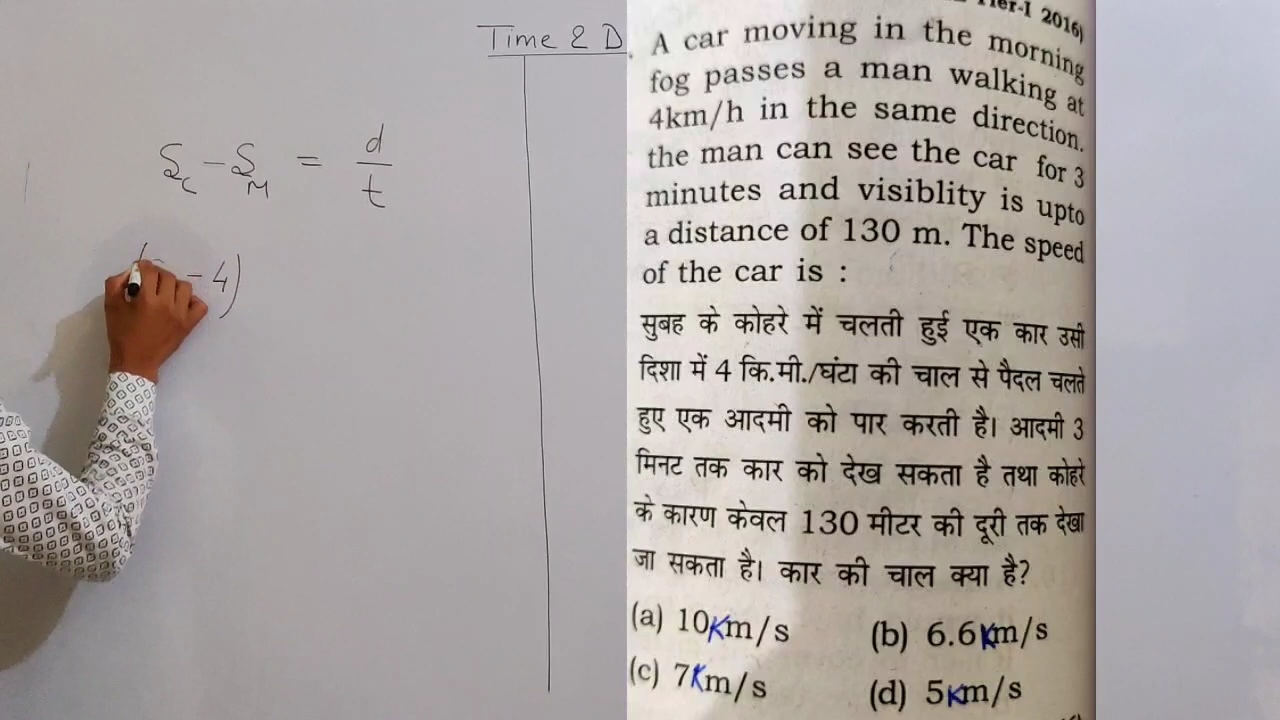 Time & D
S_C - S_M = d/t
( - 4)
Tier-I 2016)
A car moving in the morning
fog passes a man walking at
4km/h in the same direction.
the man can see the car for 3
minutes and visiblity is upto
a distance of 130 m. The speed
of the car is :
सुबह के कोहरे में चलती हुई एक कार उसी
दिशा में 4 कि.मी./घंटा की चाल से पैदल चलते
हुए एक आदमी को पार करती है। आदमी 3
मिनट तक कार को देख सकता है तथा कोहरे
के कारण केवल 130 मीटर की दूरी तक देखा
जा सकता है। कार की चाल क्या है?
(a) 10Km/s (b) 6.6Km/s
(c) 7Km/s (d) 5Km/s